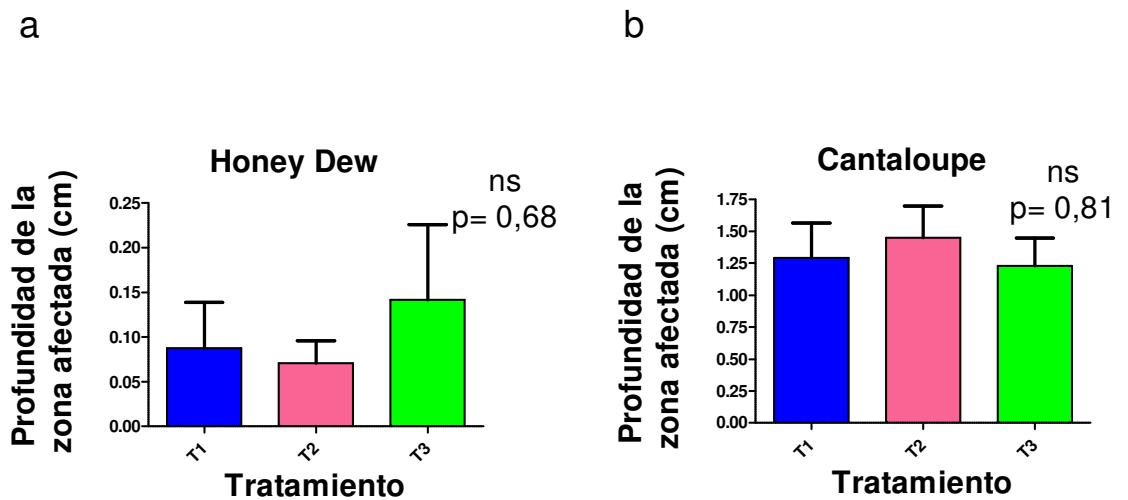 a
Honey Dew
ns
p= 0,68
Profundidad de la
zona afectada (cm)
0.25
0.20
0.15
0.10
0.05
0.00
T1
T2
T3
Tratamiento
b
Cantaloupe
ns
p= 0,81
Profundidad de la
zona afectada (cm)
1.75
1.50
1.25
1.00
0.75
0.50
0.25
0.00
T1
T2
T3
Tratamiento